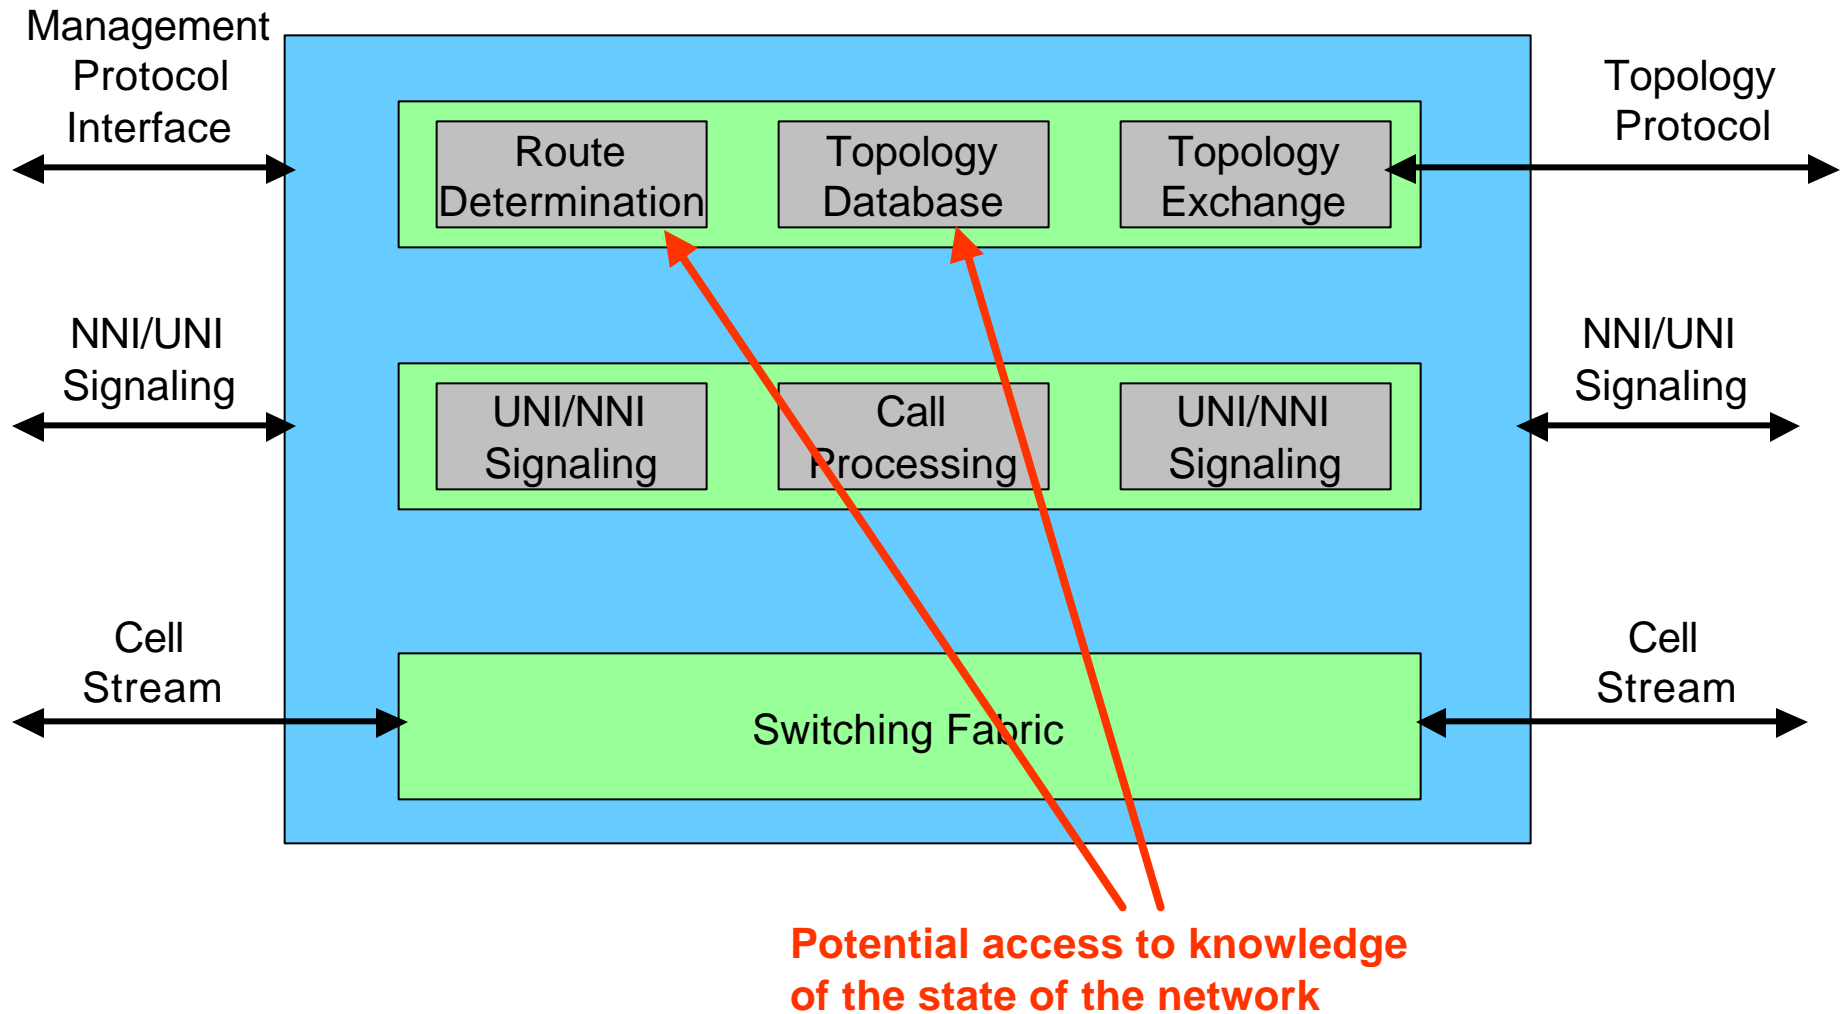 Management
Protocol
Interface
Topology
Protocol
Route
Determination
Topology
Database
Topology
Exchange
NNI/UNI
Signaling
NNI/UNI
Signaling
UNI/NNI
Signaling
Call
Processing
UNI/NNI
Signaling
Cell
Stream
Cell
Stream
Switching Fabric
Potential access to knowledge
of the state of the network